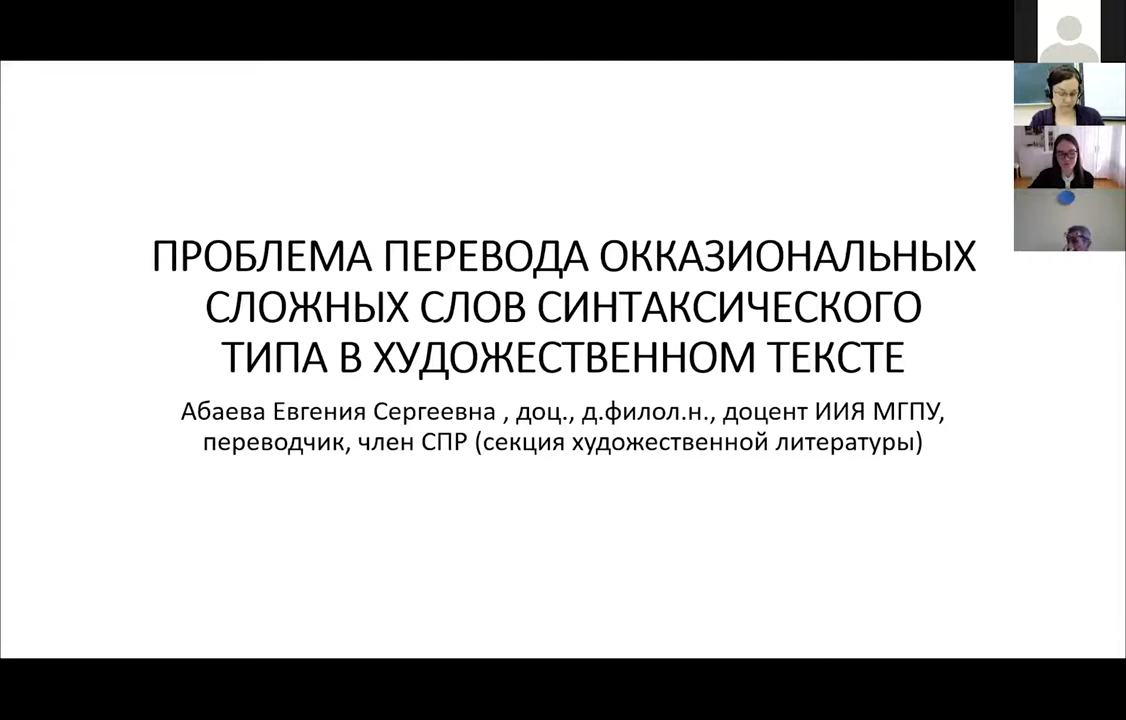 ПРОБЛЕМА ПЕРЕВОДА ОККАЗИОНАЛЬНЫХ
СЛОЖНЫХ СЛОВ СИНТАКСИЧЕСКОГО
ТИПА В ХУДОЖЕСТВЕННОМ ТЕКСТЕ
Абаева Евгения Сергеевна , доц., д.филол.н., доцент ИИЯ МГПУ,
переводчик, член СПР (секция художественной литературы)